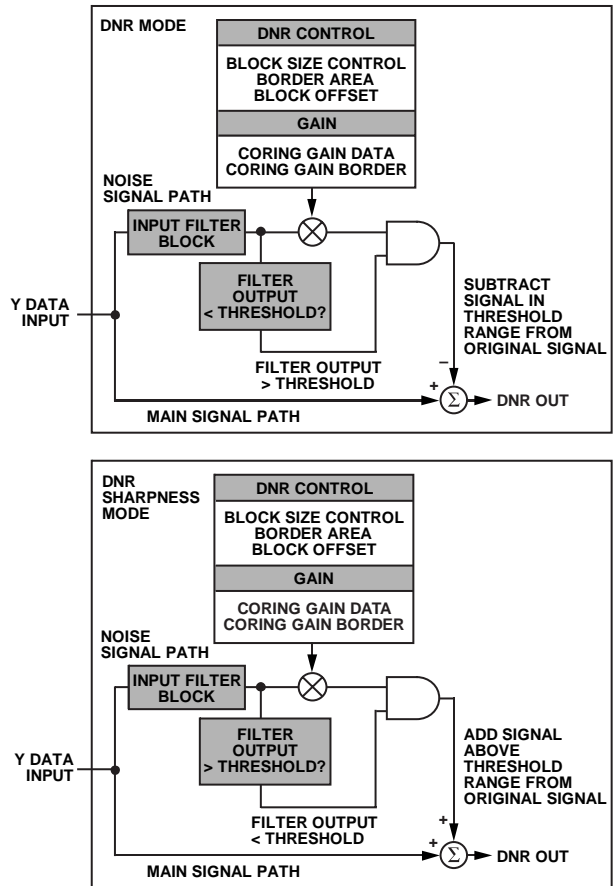 DNR MODE
DNR CONTROL
BLOCK SIZE CONTROL
BORDER AREA
BLOCK OFFSET
GAIN
CORING GAIN DATA
CORING GAIN BORDER
NOISE
SIGNAL PATH
INPUT FILTER
BLOCK
FILTER
OUTPUT
< THRESHOLD?
Y DATA
INPUT
SUBTRACT
SIGNAL IN
THRESHOLD
RANGE FROM
ORIGINAL SIGNAL
FILTER OUTPUT
> THRESHOLD
–
+
Σ
DNR OUT
MAIN SIGNAL PATH
DNR
SHARPNESS
MODE
DNR CONTROL
BLOCK SIZE CONTROL
BORDER AREA
BLOCK OFFSET
GAIN
CORING GAIN DATA
CORING GAIN BORDER
NOISE
SIGNAL PATH
INPUT FILTER
BLOCK
FILTER
OUTPUT
> THRESHOLD?
Y DATA
INPUT
ADD SIGNAL
ABOVE
THRESHOLD
RANGE FROM
ORIGINAL SIGNAL
FILTER OUTPUT
< THRESHOLD
+
+
Σ
DNR OUT
MAIN SIGNAL PATH